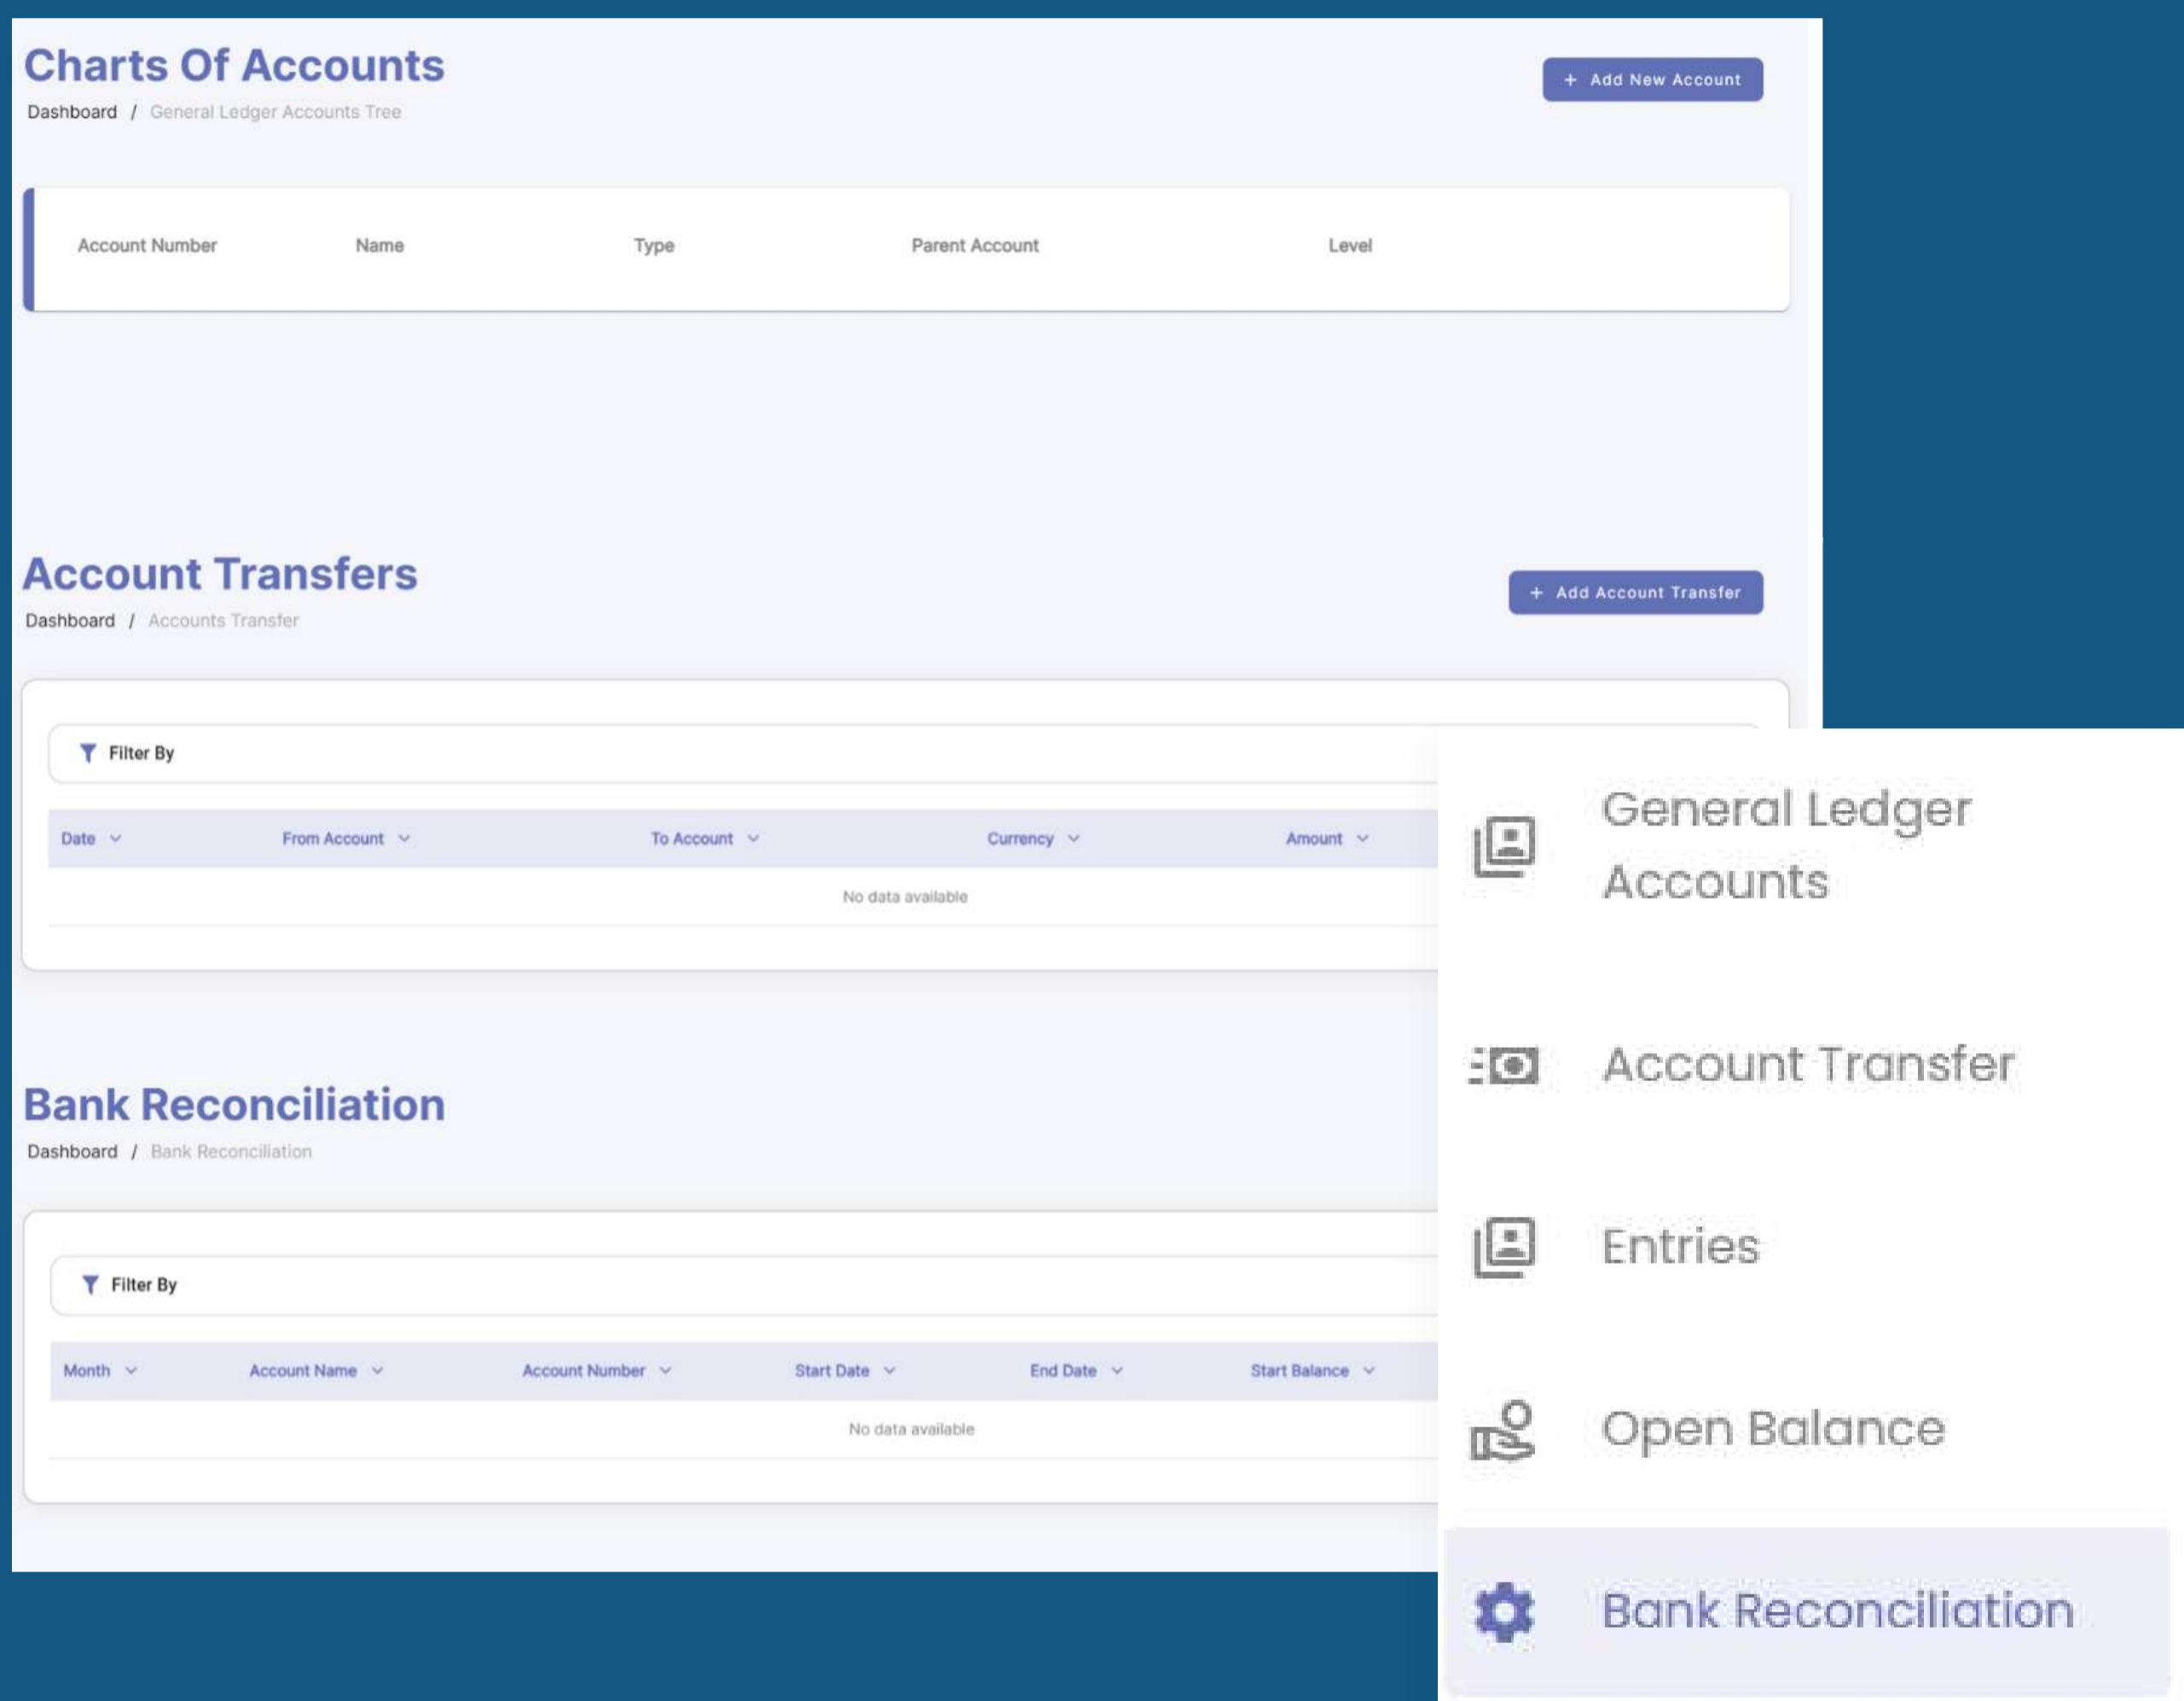 Charts Of Accounts
+ Add New Account
Dashboard / General Ledger Accounts Tree
Account Number Name Type Parent Account Level
Account Transfers
+ Add Account Transfer
Dashboard / Accounts Transfer
Filter By
Date From Account To Account Currency Amount
No data available
Bank Reconciliation
Dashboard / Bank Reconciliation
Filter By
Month Account Name Account Number Start Date End Date Start Balance
No data available
General Ledger
Accounts
Account Transfer
Entries
Open Balance
Bank Reconciliation